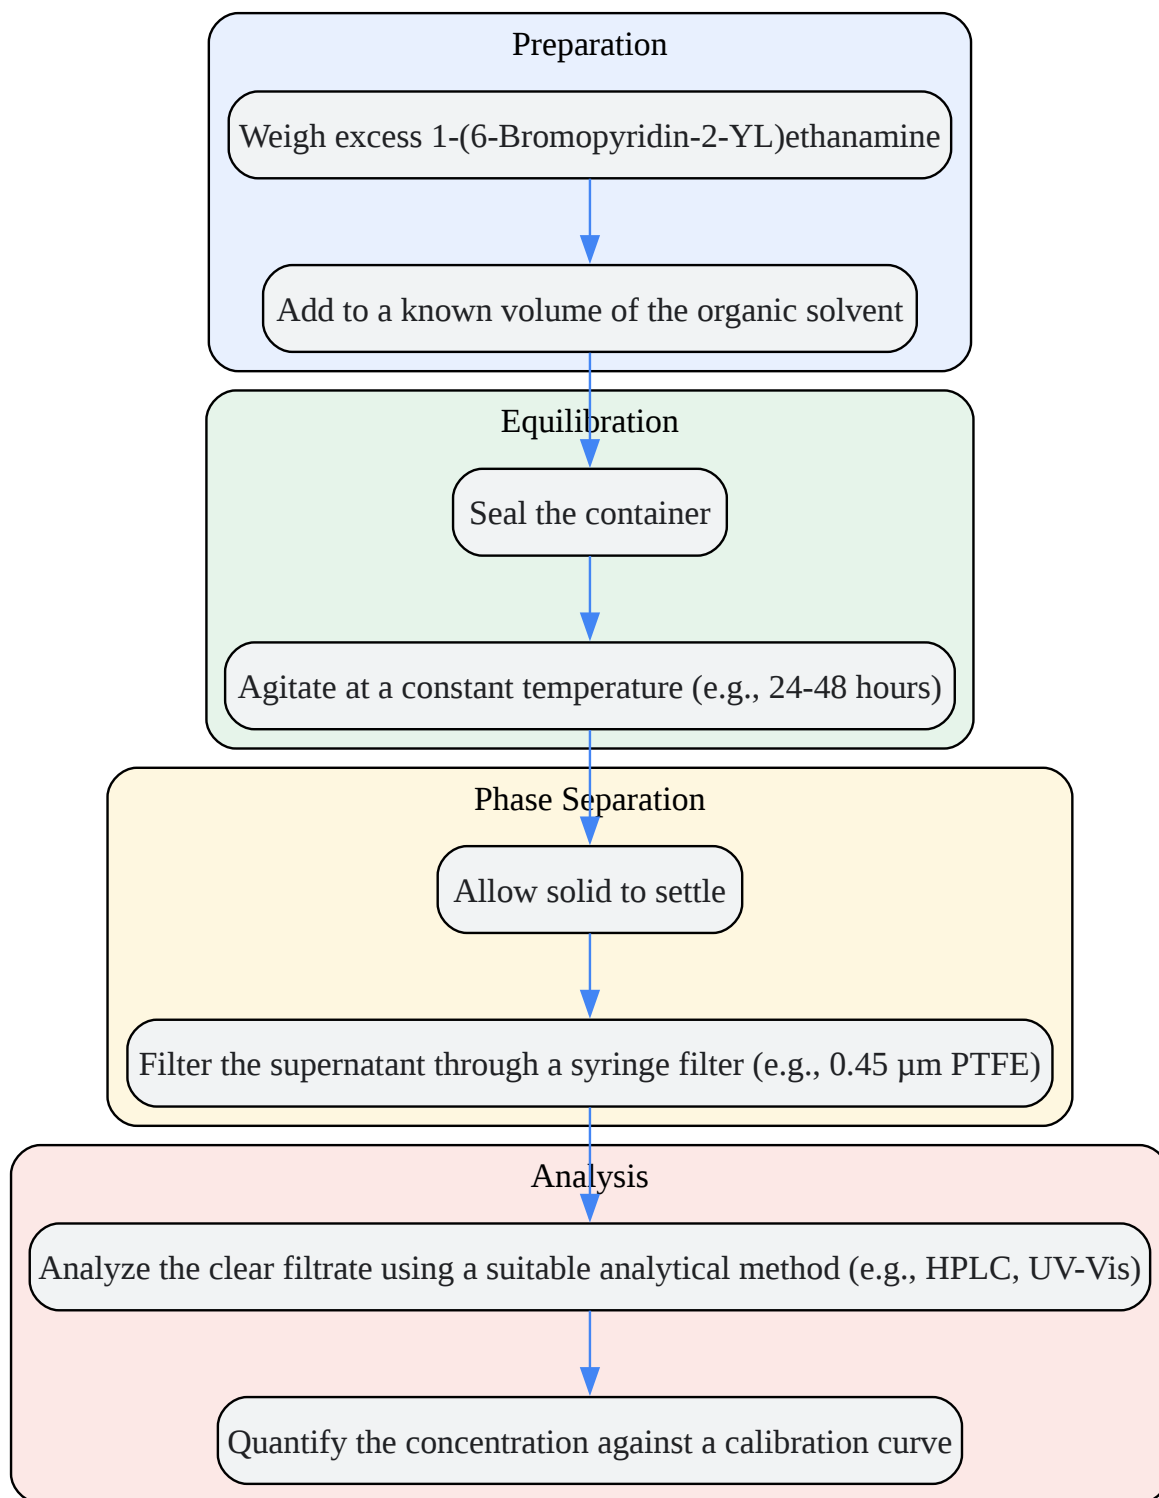 Preparation
Weigh excess 1-(6-Bromopyridin-2-YL)ethanamine
Add to a known volume of the organic solvent
Equilibration
Seal the container
Agitate at a constant temperature (e.g., 24-48 hours)
Phase Separation
Allow solid to settle
Filter the supernatant through a syringe filter (e.g., 0.45 µm PTFE)
Analysis
Analyze the clear filtrate using a suitable analytical method (e.g., HPLC, UV-Vis)
Quantify the concentration against a calibration curve